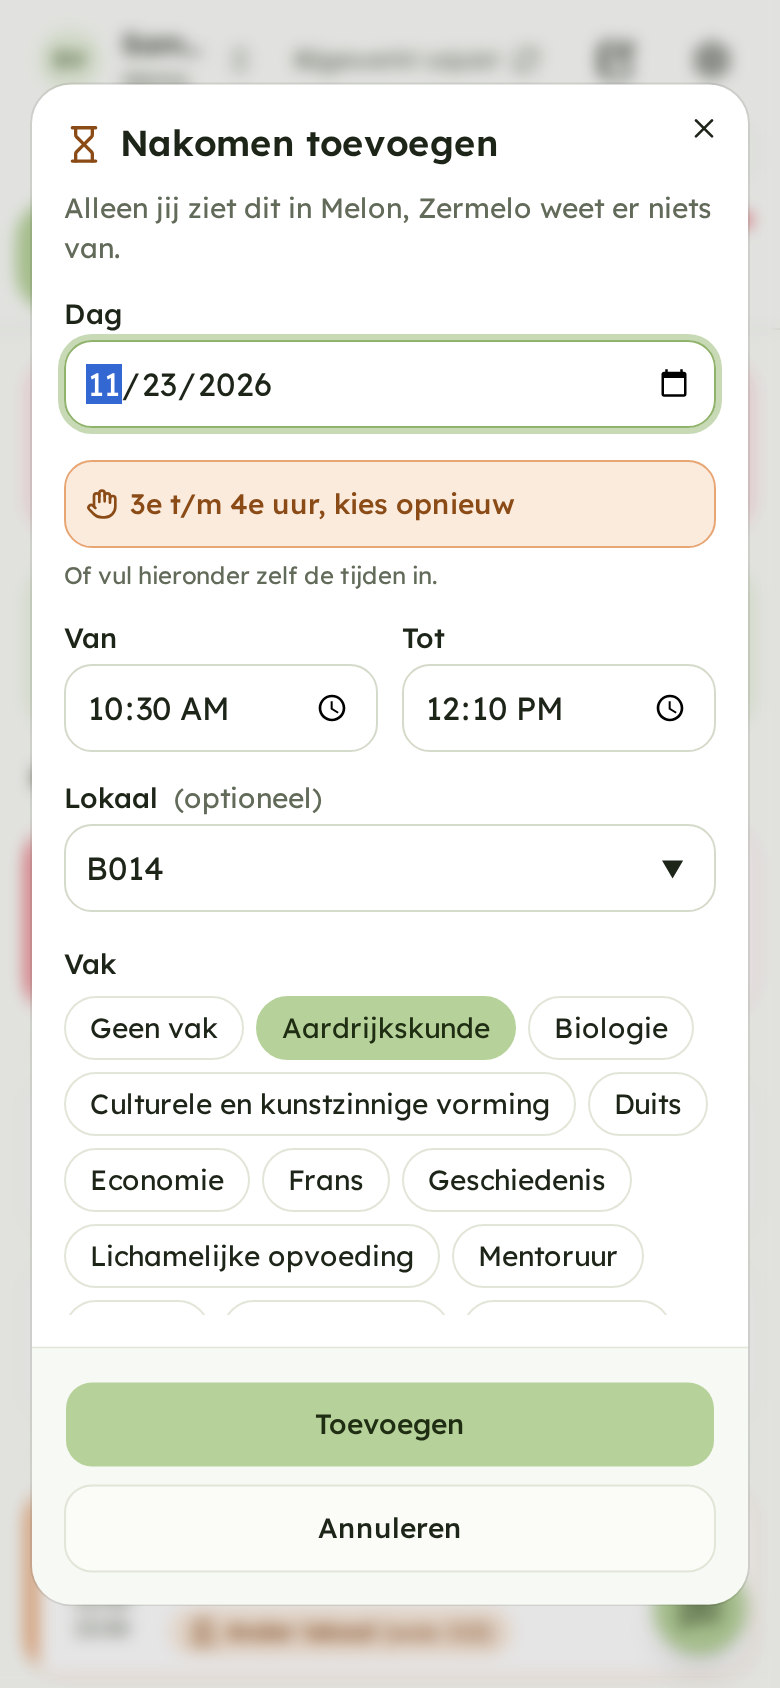 Nakomen toevoegen
Alleen jij ziet dit in Melon, Zermelo weet er niets
van.
Dag
11/23/2026
3e t/m 4e uur, kies opnieuw
Of vul hieronder zelf de tijden in.
Van Tot
10:30 AM 12:10 PM
Lokaal (optioneel)
B014
Vak
Geen vak Aardrijkskunde Biologie
Culturele en kunstzinnige vorming Duits
Economie Frans Geschiedenis
Lichamelijke opvoeding Mentoruur
Toevoegen
Annuleren